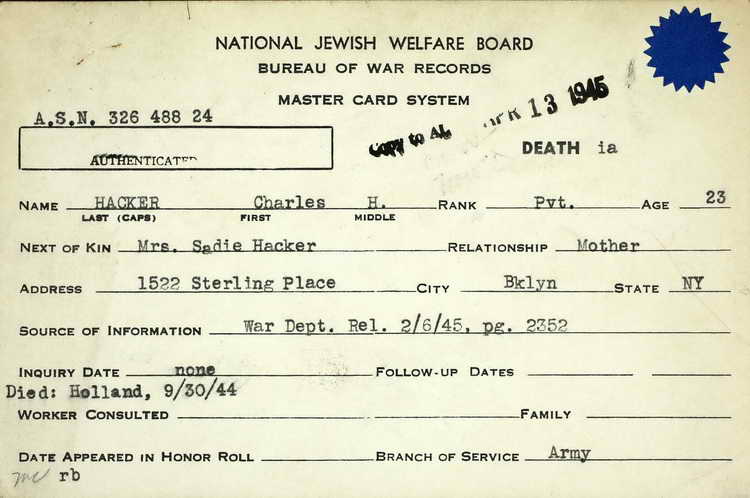 NATIONAL JEWISH WELFARE BOARD
BUREAU OF WAR RECORDS
MASTER CARD SYSTEM
A.S.N. 326 488 24
Copy to AL APR 13 1945
AUTHENTICATED
DEATH ia
NAME HACKER Charles H. RANK Pvt. AGE 23
LAST (CAPS) FIRST MIDDLE
NEXT OF KIN Mrs. Sadie Hacker RELATIONSHIP Mother
ADDRESS 1522 Sterling Place CITY Bklyn STATE NY
SOURCE OF INFORMATION War Dept. Rel. 2/6/45, pg. 2352
INQUIRY DATE none FOLLOW-UP DATES
Died: Holland, 9/30/44
WORKER CONSULTED FAMILY
DATE APPEARED IN HONOR ROLL BRANCH OF SERVICE Army
rb